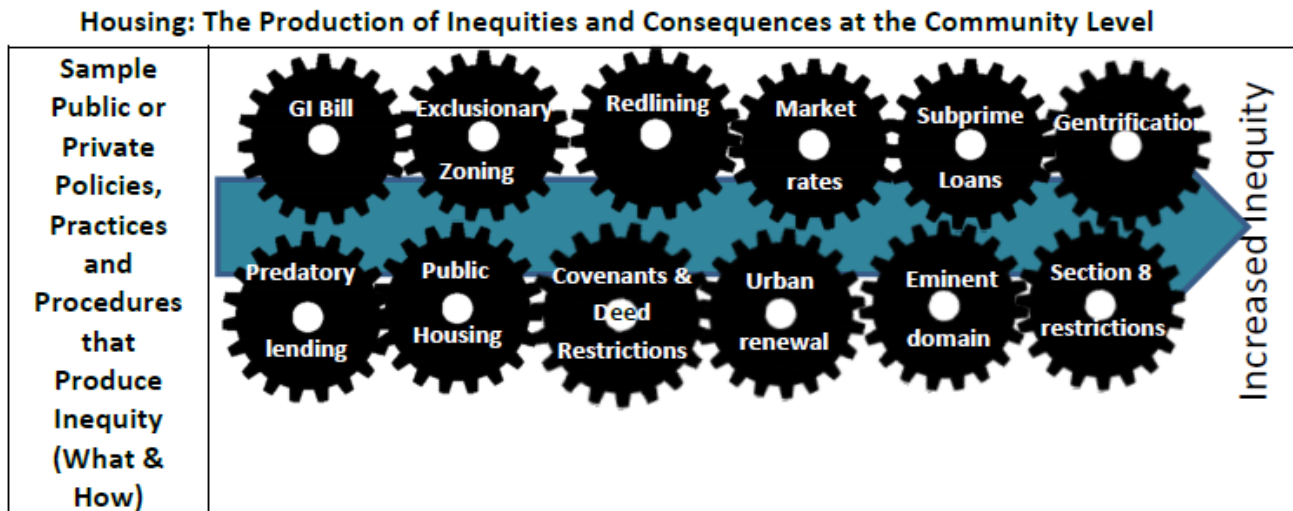 Housing: The Production of Inequities and Consequences at the Community Level
Sample
Public or
Private
Policies,
Practices
and
Procedures
that
Produce
Inequity
(What &
How)
GI Bill
Exclusionary
Zoning
Redlining
Market
rates
Subprime
Loans
Gentrification
Predatory
lending
Public
Housing
Covenants &
Deed
Restrictions
Urban
renewal
Eminent
domain
Section 8
restrictions
Increased Inequity